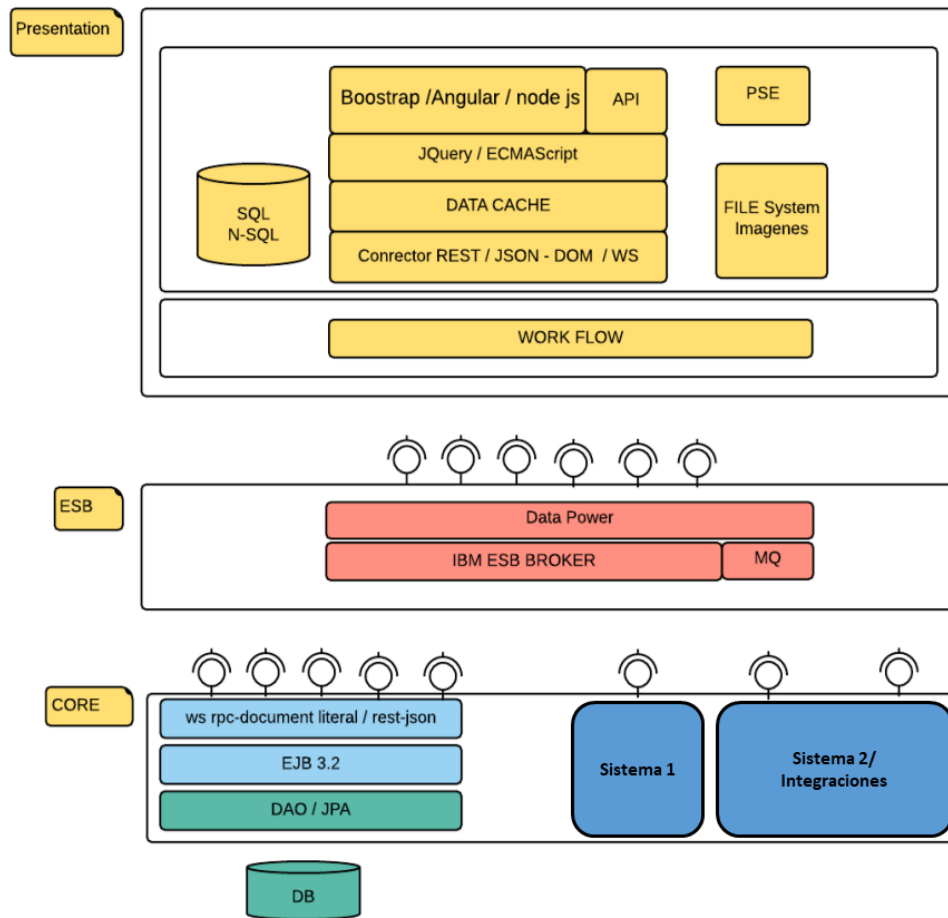 Presentation
Boostrap /Angular / node js
API
PSE
JQuery / ECMAScript
SQL
N-SQL
DATA CACHE
FILE System
Imagenes
Conrector REST / JSON - DOM / WS
WORK FLOW
ESB
Data Power
IBM ESB BROKER
MQ
CORE
ws rpc-document literal / rest-json
EJB 3.2
DAO / JPA
Sistema 1
Sistema 2/
Integraciones
DB